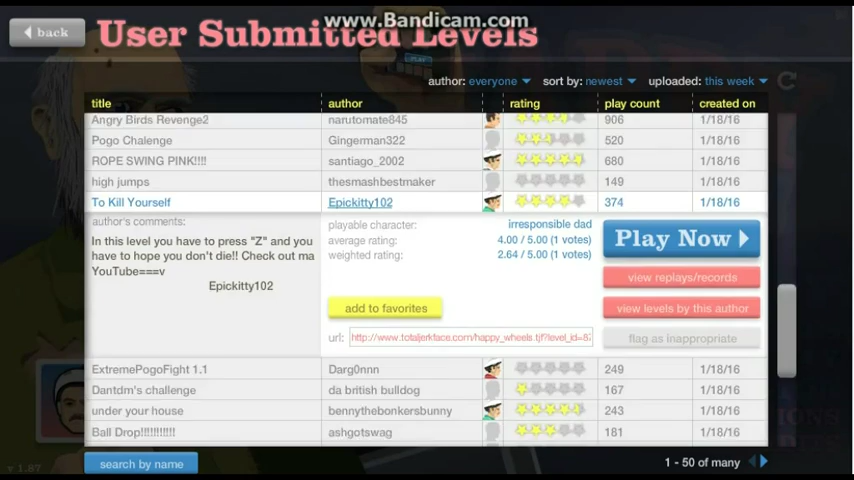 www.Bandicam.com
back
User Submitted Levels
author: everyone sort by: newest uploaded: this week
title author rating play count created on
Angry Birds Revenge2 narutomate845 906 1/18/16
Pogo Chalenge Gingerman322 520 1/18/16
ROPE SWING PINK!!!! santiago_2002 680 1/18/16
high jumps thesmashbestmaker 149 1/18/16
To Kill Yourself Epickitty102 374 1/18/16
author's comments:
In this level you have to press "Z" and you
have to hope you don't die!! Check out ma
YouTube===v
Epickitty102
playable character: irresponsible dad
average rating: 4.00 / 5.00 (1 votes)
weighted rating: 2.64 / 5.00 (1 votes)
add to favorites
url: http://www.totaljerkface.com/happy_wheels.tjf?level_id=
Play Now
view replays/records
view levels by this author
flag as inappropriate
ExtremePogoFight 1.1 Darg0nnn 249 1/18/16
Dantdm's challenge da british bulldog 167 1/18/16
under your house bennythebonkersbunny 243 1/18/16
Ball Drop!!!!!!!!!!! ashgotswag 181 1/18/16
search by name
1 - 50 of many
v 1.87